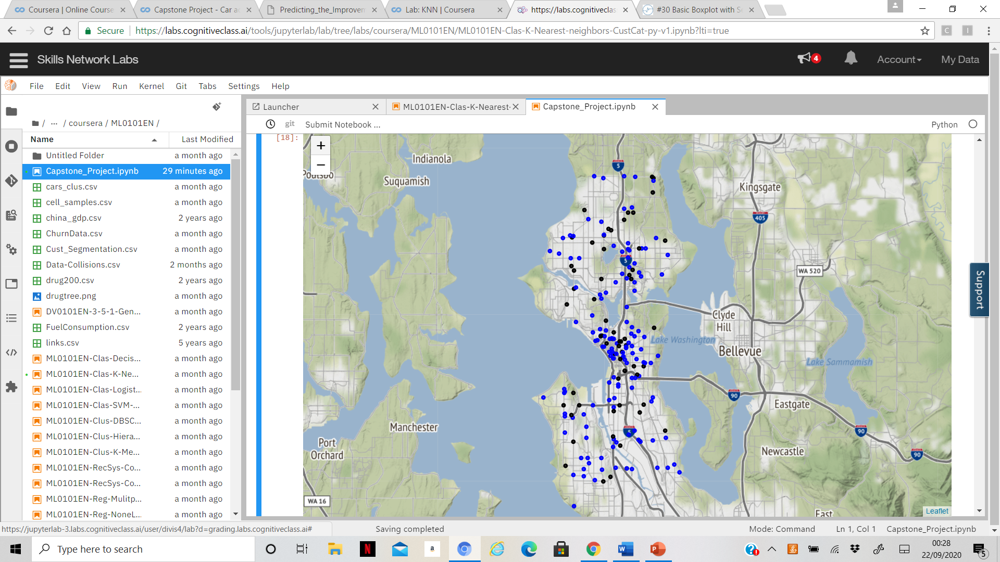 Coursera | Online Course
Capstone Project - Car ac
Predicting_the_Improvem
Lab: KNN | Coursera
https://labs.cognitiveclas
#30 Basic Boxplot with Se
Secure
https://labs.cognitiveclass.ai/tools/jupyterlab/lab/tree/labs/coursera/ML0101EN/ML0101EN-Clas-K-Nearest-neighbors-CustCat-py-v1.ipynb?lti=true
C
I
Skills Network Labs
4
Account
My Data
File Edit View Run Kernel Git Tabs Settings Help
Launcher
ML0101EN-Clas-K-Nearest-
Capstone_Project.ipynb
git
Submit Notebook ...
Python
/ ... / coursera / ML0101EN /
Name Last Modified
Untitled Folder a month ago
Capstone_Project.ipynb 29 minutes ago
cars_clus.csv a month ago
cell_samples.csv a month ago
china_gdp.csv 2 years ago
ChurnData.csv a month ago
Cust_Segmentation.csv a month ago
Data-Collisions.csv 2 months ago
drug200.csv 2 years ago
drugtree.png a month ago
DV0101EN-3-5-1-Gen... a month ago
FuelConsumption.csv 2 years ago
links.csv 5 years ago
ML0101EN-Clas-Decis... a month ago
ML0101EN-Clas-K-Ne... a month ago
ML0101EN-Clas-Logist... a month ago
ML0101EN-Clas-SVM-... a month ago
ML0101EN-Clus-DBSC... a month ago
ML0101EN-Clus-Hiera... a month ago
ML0101EN-Clus-K-Me... a month ago
ML0101EN-RecSys-Co... a month ago
ML0101EN-RecSys-Co... a month ago
ML0101EN-Reg-Mulitp... a month ago
ML0101EN-Reg-NoneL... a month ago
[18]:
+
−
Indianola
Poulsbo
Suquamish
5
Kingsgate
405
5
WA 520
Clyde
Hill
Lake Washington
Bellevue
Lake Sammamish
90
Eastgate
Manchester
5
90
Port
Orchard
Newcastle
90
WA 16
East
Leaflet
Support
https://jupyterlab-3.labs.cognitiveclass.ai/user/divis4/lab?d=grading.labs.cognitiveclass.ai#
Saving completed
Mode: Command
Ln 1, Col 1
Capstone_Project.ipynb
Type here to search
N
a
W
P
00:28
22/09/2020
5